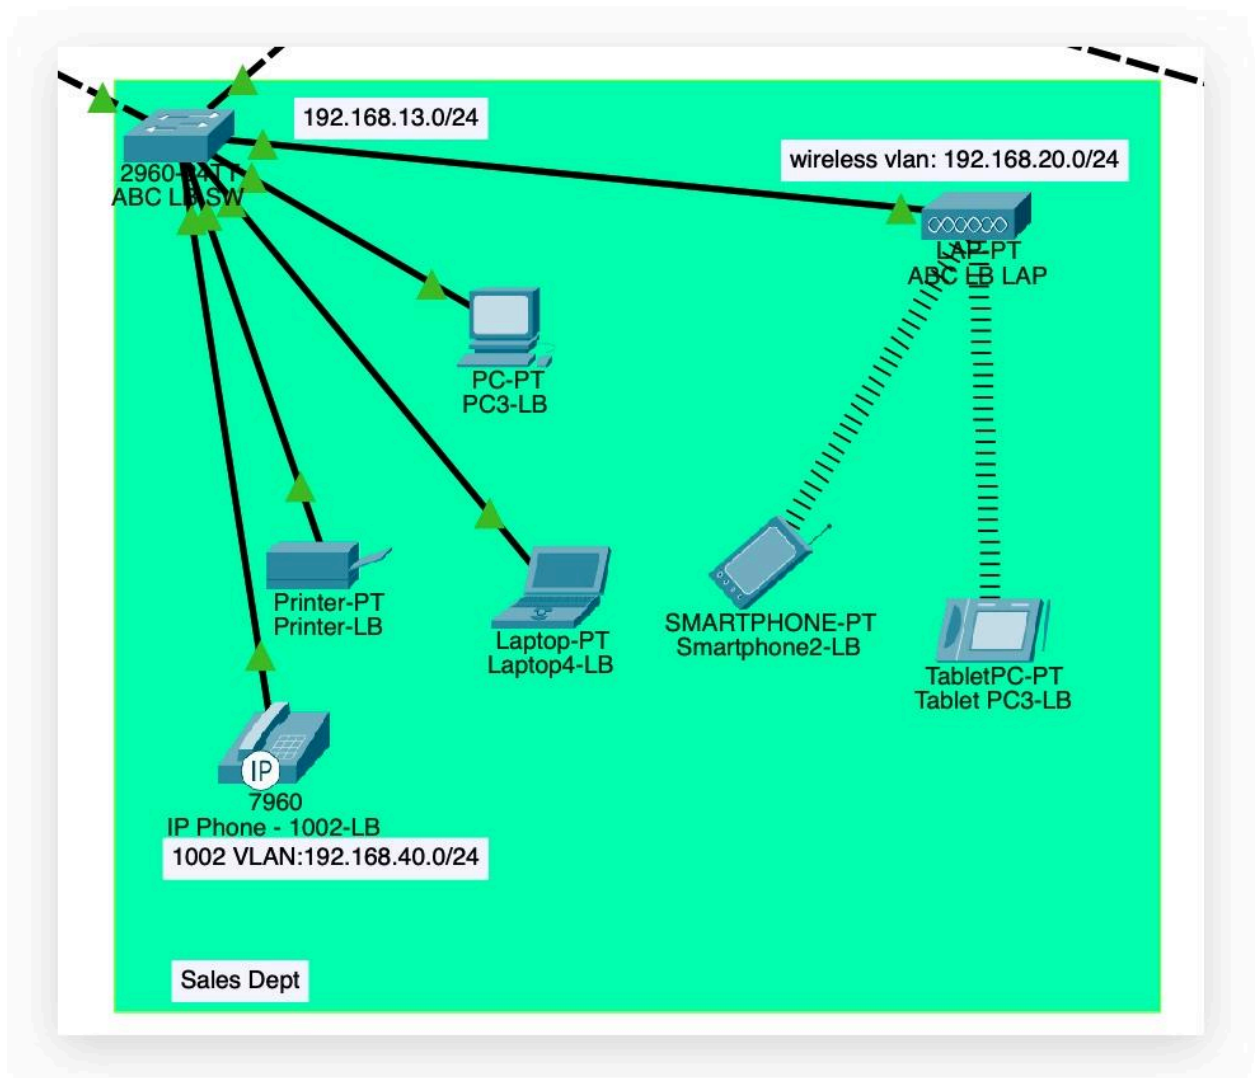 192.168.13.0/24
wireless vlan: 192.168.20.0/24
2960-24TT
ABC LB SW
LAP-PT
ABC LB LAP
PC-PT
PC3-LB
Printer-PT
Printer-LB
Laptop-PT
Laptop4-LB
SMARTPHONE-PT
Smartphone2-LB
TabletPC-PT
Tablet PC3-LB
IP
7960
IP Phone - 1002-LB
1002 VLAN:192.168.40.0/24
Sales Dept